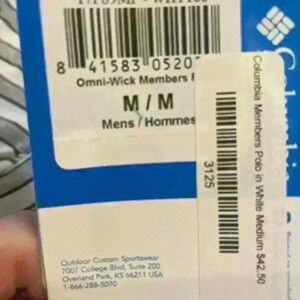 8 41583 0520
Omni-Wick Members
M / M
Mens / Hommes
Columbia
Columbia Members Polo in White Medium $42.50
3125
Outdoor Custom Sportswear
7007 College Blvd, Suite 200
Overland Park, KS 66211 USA
1-866-288-5070